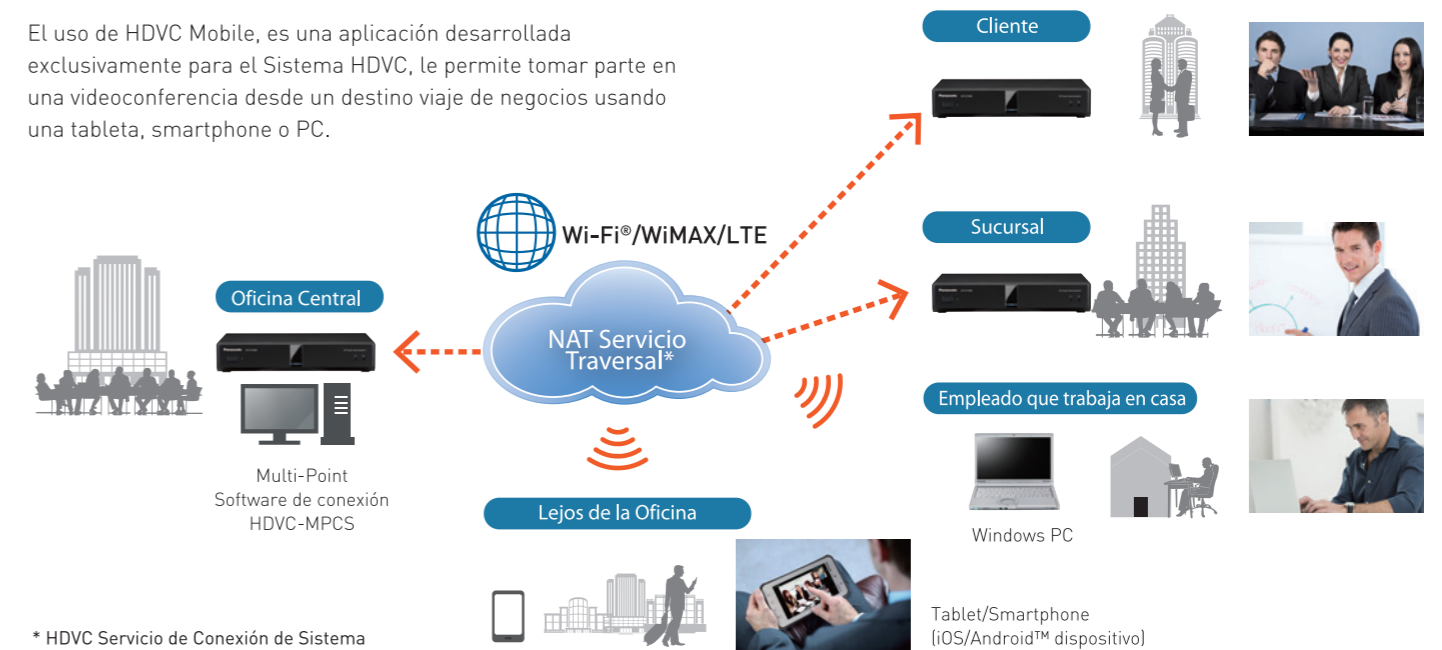 El uso de HDVC Mobile, es una aplicación desarrollada
exclusivamente para el Sistema HDVC, le permite tomar parte en
una videoconferencia desde un destino viaje de negocios usando
una tableta, smartphone o PC.
Cliente
Panasonic
Wi-Fi®/WiMAX/LTE
Sucursal
Panasonic
Oficina Central
Panasonic
NAT Servicio
Traversal*
Multi-Point
Software de conexión
HDVC-MPCS
Empleado que trabaja en casa
Windows PC
Lejos de la Oficina
Tablet/Smartphone
(iOS/Android™ dispositivo)
* HDVC Servicio de Conexión de Sistema